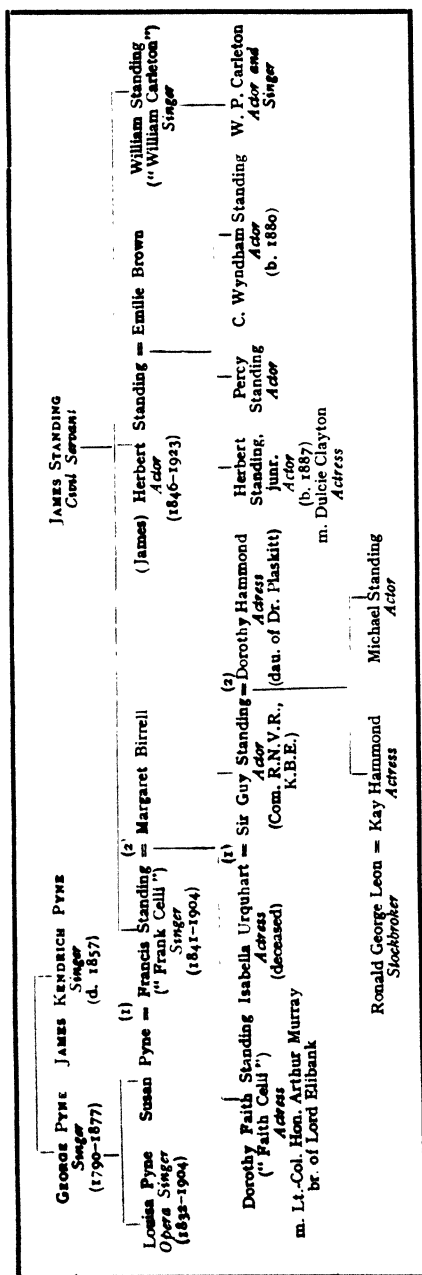 GEORGE PYNE
Singer
(1790-1877)
JAMES KENDRICH PYNE
Singer
(d. 1857)
JAMES STANDING
Civil Servant
Louisa Pyne
Opera Singer
(1832-1904)
Susan Pyne
(1)
= Francis Standing
("Frank Celli")
Singer
(1841-1904)
(2)
= Margaret Birrell
(James) Herbert Standing = Emilie Brown
Actor
(1846-1923)
William Standing
("William Carleton")
Singer
Dorothy Faith Standing
("Faith Celli")
Actress
m. Lt.-Col. Hon. Arthur Murray
br. of Lord Elibank
Isabella Urquhart
Actress
(deceased)
(1)
= Sir Guy Standing
Actor
(Com. R.N.V.R.,
K.B.E.)
(2)
= Dorothy Hammond
Actress
(dau. of Dr. Plaskitt)
Herbert
Standing,
junr.
Actor
(b. 1887)
m. Dulcie Clayton
Actress
Percy
Standing
Actor
C. Wyndham Standing
Actor
(b. 1880)
W. P. Carleton
Actor and
Singer
Ronald George Leon = Kay Hammond
Stockbroker
Actress
Michael Standing
Actor